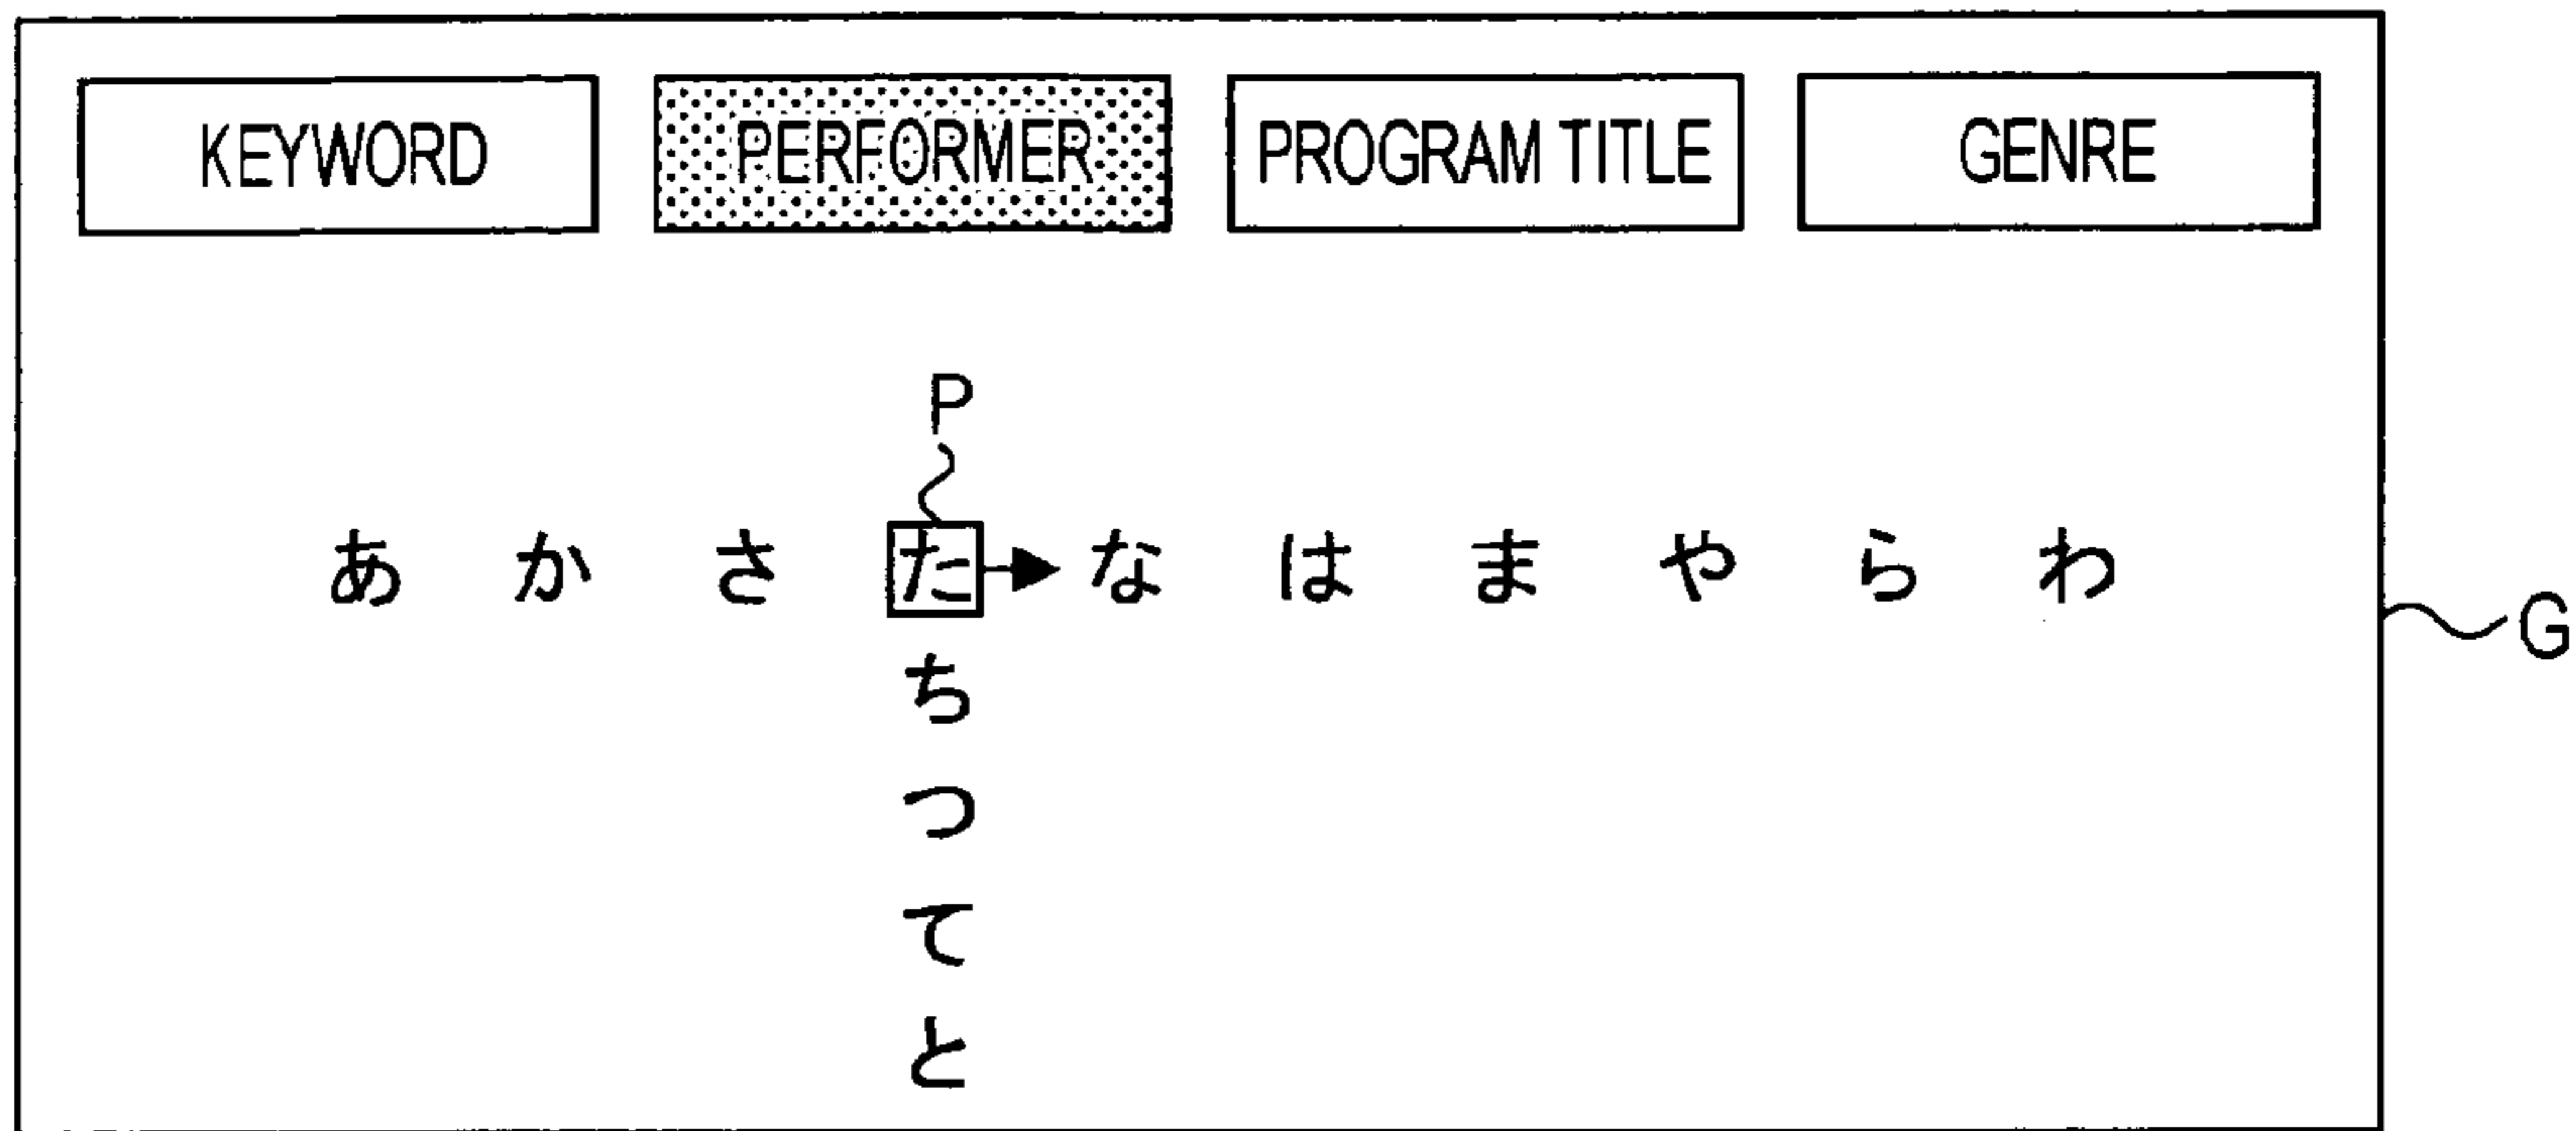 KEYWORD PERFORMER PROGRAM TITLE GENRE
P
あ か さ た な は ま や ら わ
G
ち
つ
て
と